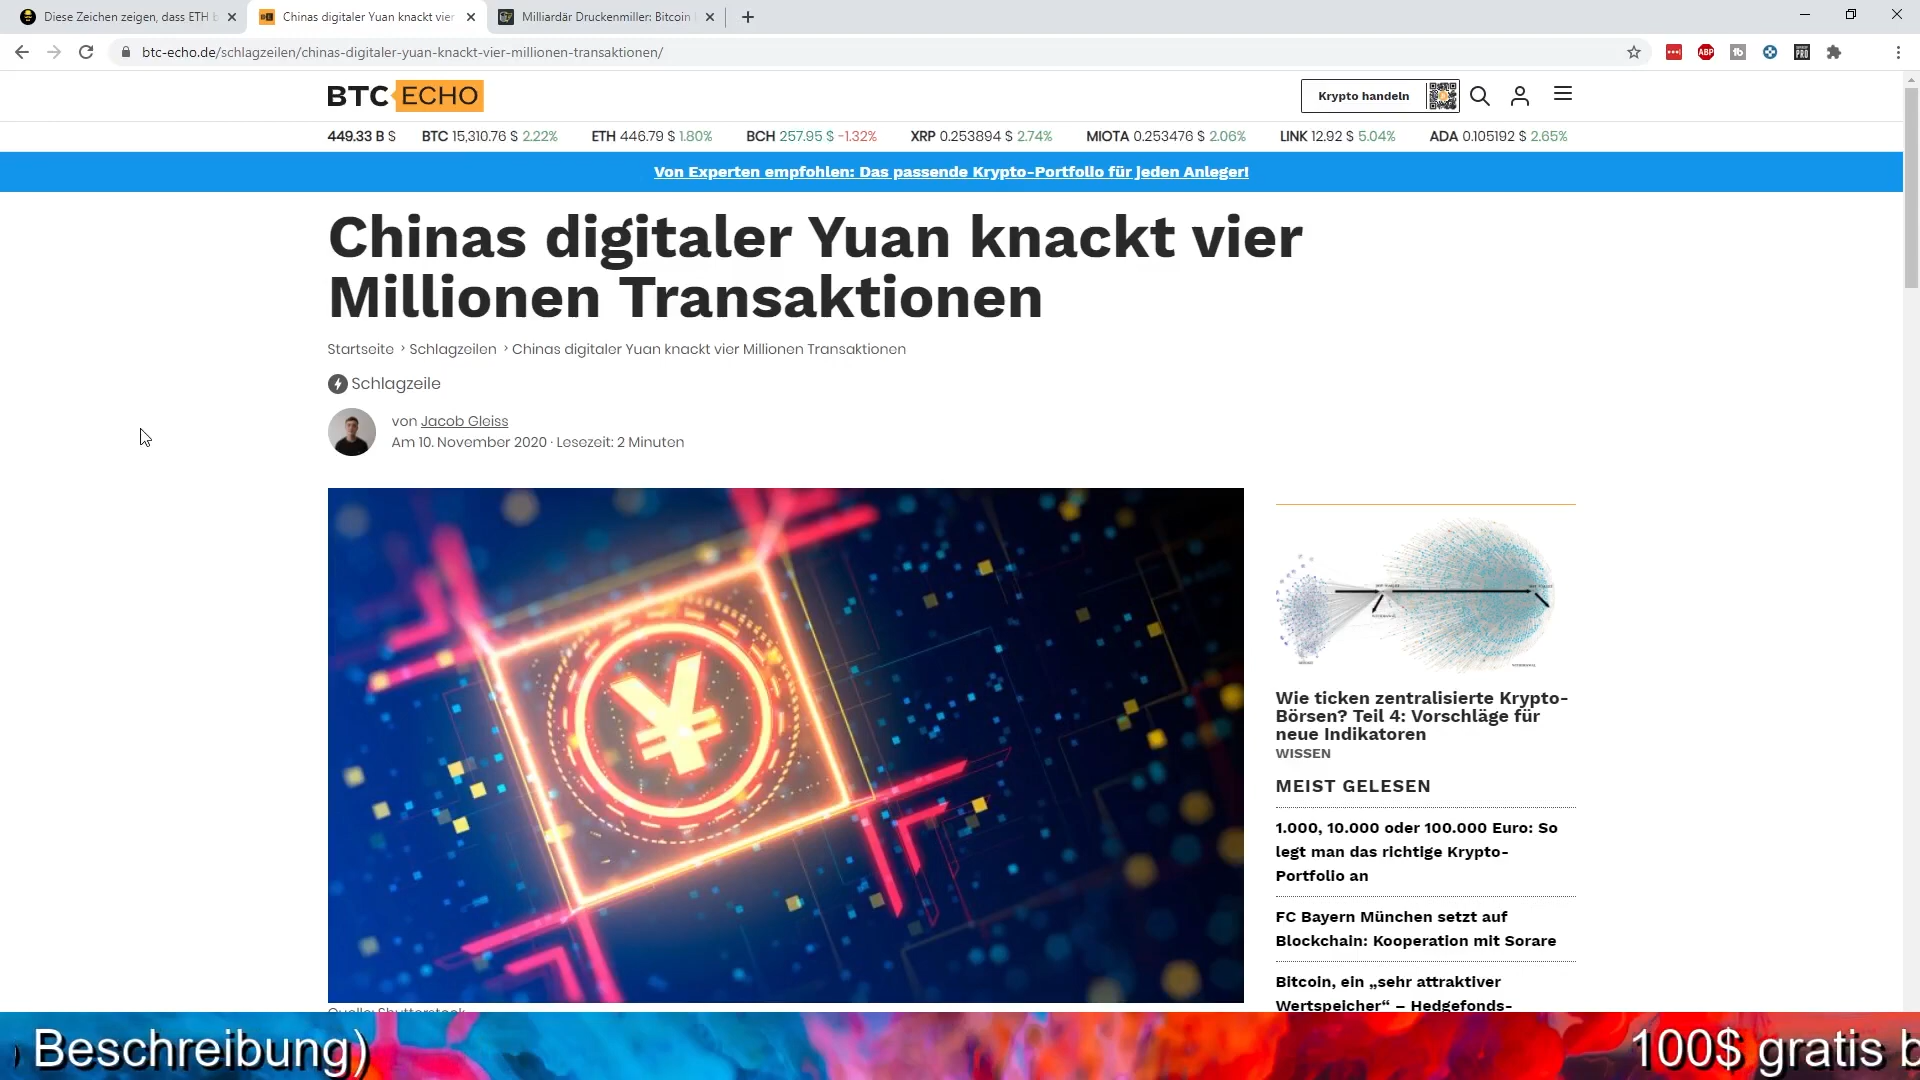 Diese Zeichen zeigen, dass ETH
Chinas digitaler Yuan knackt vier
Milliardär Druckenmiller: Bitcoin
btc-echo.de/schlagzeilen/chinas-digitaler-yuan-knackt-vier-millionen-transaktionen/
ABP
PRO
BTC ECHO
Krypto handeln
449.33 B $ BTC 15,310.76 $ 2.22% ETH 446.79 $ 1.80% BCH 257.95 $ -1.32% XRP 0.253894 $ 2.74% MIOTA 0.253476 $ 2.06% LINK 12.92 $ 5.04% ADA 0.105192 $ 2.65%
Von Experten empfohlen: Das passende Krypto-Portfolio für jeden Anleger!
Chinas digitaler Yuan knackt vier
Millionen Transaktionen
Startseite › Schlagzeilen › Chinas digitaler Yuan knackt vier Millionen Transaktionen
Schlagzeile
von Jacob Gleiss
Am 10. November 2020 · Lesezeit: 2 Minuten
¥
Wie ticken zentralisierte Krypto-
Börsen? Teil 4: Vorschläge für
neue Indikatoren
WISSEN
MEIST GELESEN
1.000, 10.000 oder 100.000 Euro: So
legt man das richtige Krypto-
Portfolio an
FC Bayern München setzt auf
Blockchain: Kooperation mit Sorare
Bitcoin, ein „sehr attraktiver
Wertspeicher“ – Hedgefonds-
Quelle: Shutterstock
Beschreibung) 100$ gratis b